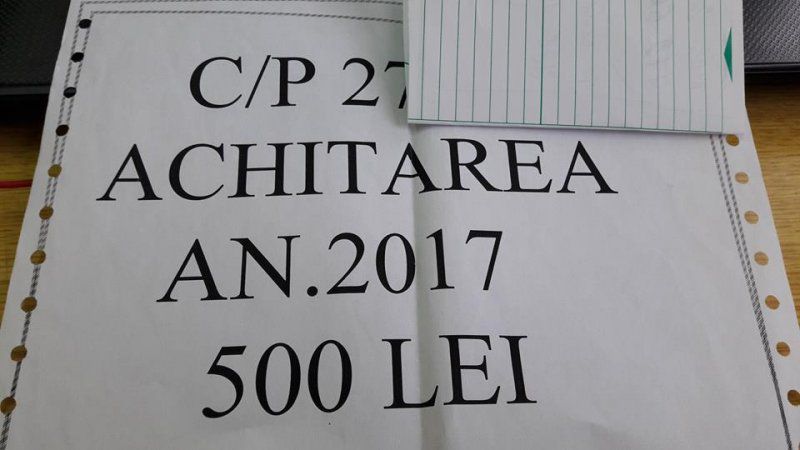 C/P 27
ACHITAREA
AN.2017
500 LEI